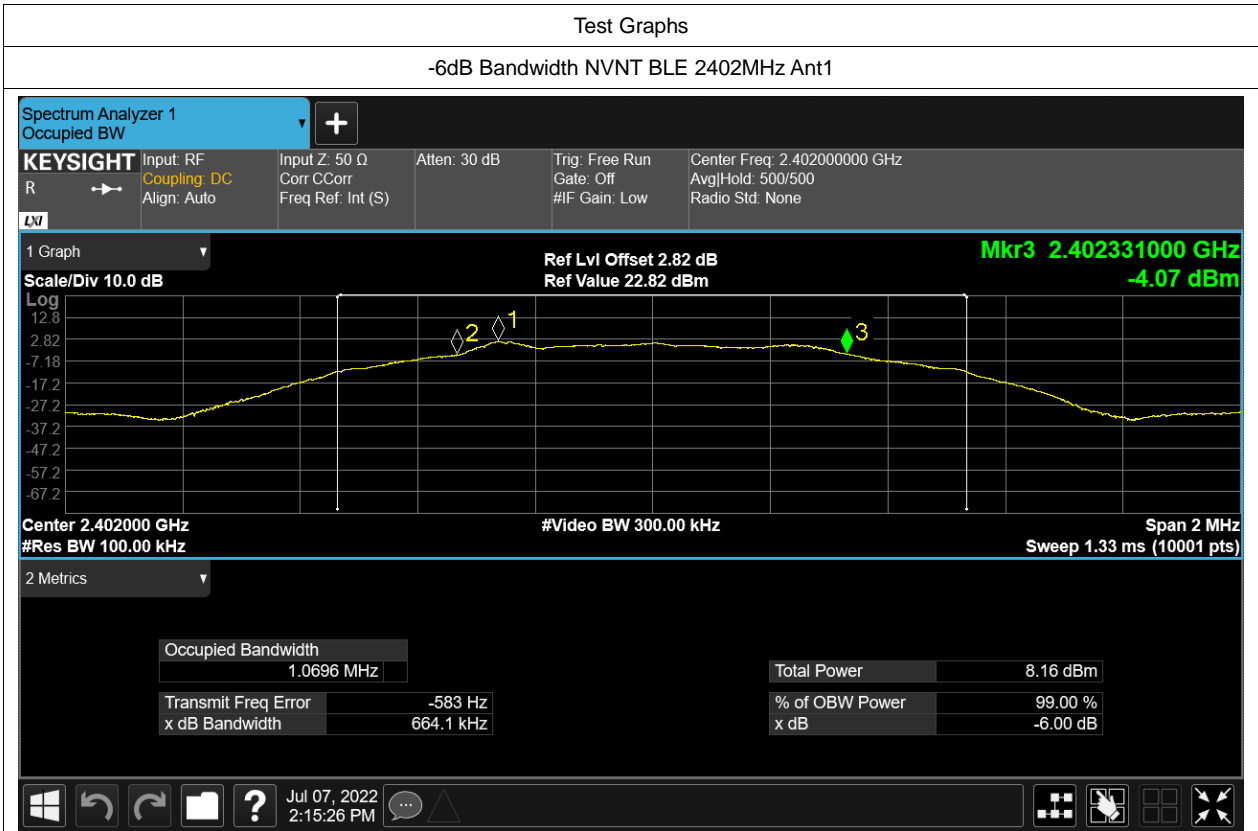 Test Graphs
-6dB Bandwidth NVNT BLE 2402MHz Ant1
Spectrum Analyzer 1
Occupied BW
KEYSIGHT
R
LXI
Input: RF
Coupling: DC
Align: Auto
Input Z: 50 Ω
Corr CCorr
Freq Ref: Int (S)
Atten: 30 dB
Trig: Free Run
Gate: Off
#IF Gain: Low
Center Freq: 2.402000000 GHz
Avg|Hold: 500/500
Radio Std: None
1 Graph
Scale/Div 10.0 dB
Ref Lvl Offset 2.82 dB
Ref Value 22.82 dBm
Mkr3 2.402331000 GHz
-4.07 dBm
Log
12.8
2.82
-7.18
-17.2
-27.2
-37.2
-47.2
-57.2
-67.2
2
1
3
Center 2.402000 GHz
#Res BW 100.00 kHz
#Video BW 300.00 kHz
Span 2 MHz
Sweep 1.33 ms (10001 pts)
2 Metrics
Occupied Bandwidth
1.0696 MHz
Transmit Freq Error -583 Hz
x dB Bandwidth 664.1 kHz
Total Power 8.16 dBm
% of OBW Power 99.00 %
x dB -6.00 dB
?
Jul 07, 2022
2:15:26 PM